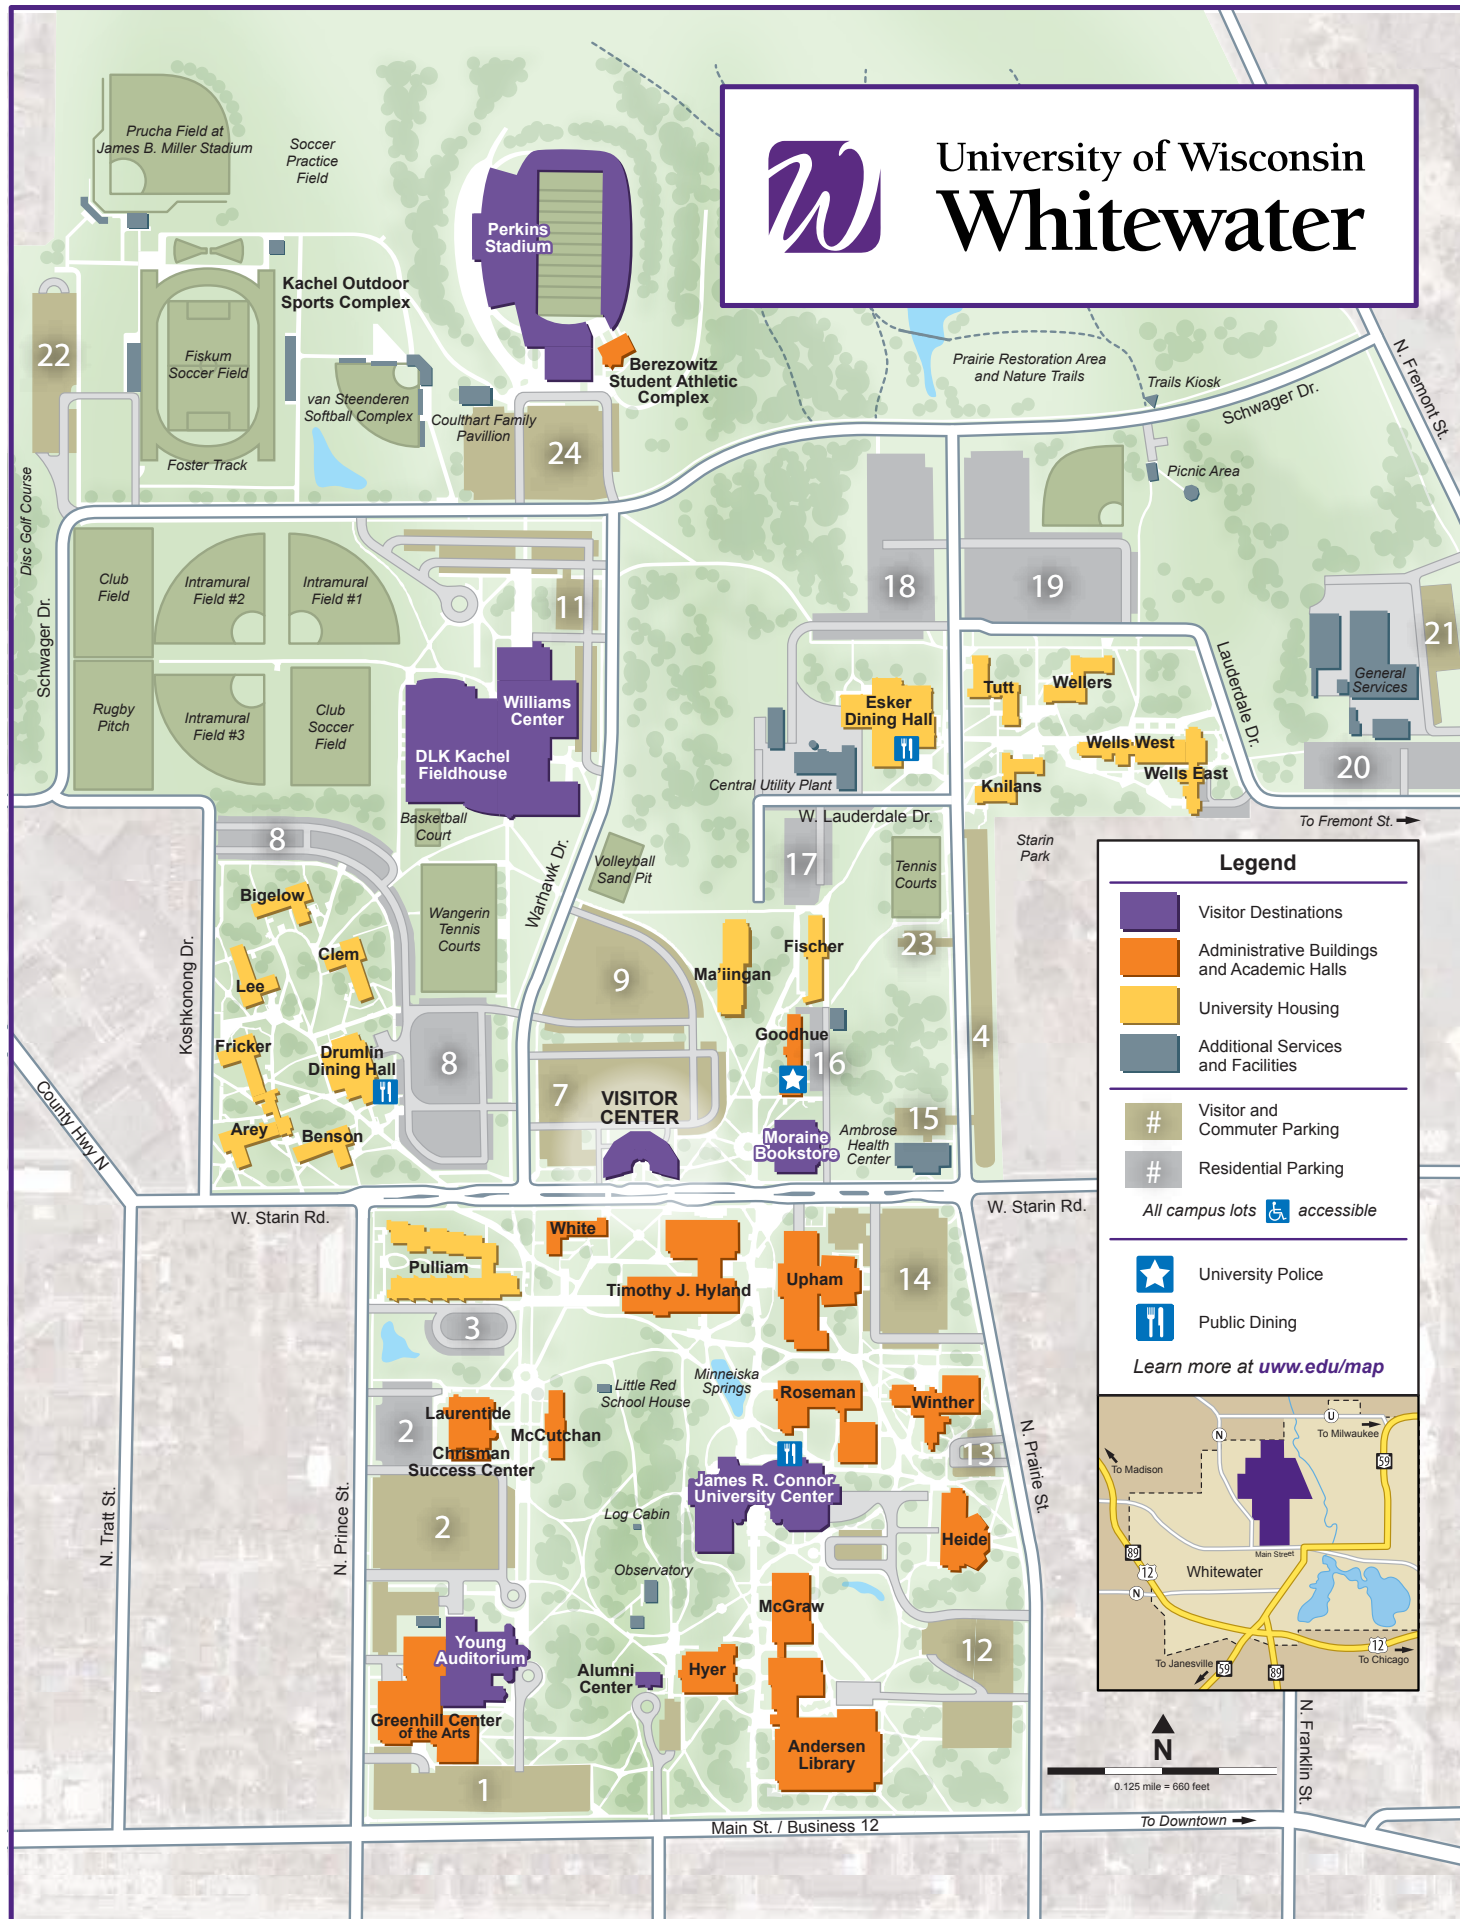 University of Wisconsin
Whitewater
Prucha Field at
James B. Miller Stadium
Soccer
Practice
Field
Perkins
Stadium
Kachel Outdoor
Sports Complex
22
Fiskum
Soccer Field
van Steenderen
Softball Complex
Foster Track
Coulthart Family
Pavillion
Berezowitz
Student Athletic
Complex
24
Prairie Restoration Area
and Nature Trails
Trails Kiosk
Schwager Dr.
N. Fremont St.
Picnic Area
Disc Golf Course
Schwager Dr.
Club
Field
Intramural
Field #2
Intramural
Field #1
11
18
19
21
General
Services
Rugby
Pitch
Intramural
Field #3
Club
Soccer
Field
Williams
Center
DLK Kachel
Fieldhouse
Esker
Dining Hall
Tutt
Wellers
Lauderdale Dr.
Wells West
Wells East
Knilans
20
To Fremont St.
Central Utility Plant
W. Lauderdale Dr.
Basketball
Court
8
Warhawk Dr.
Volleyball
Sand Pit
17
Tennis
Courts
Starin
Park
Bigelow
Wangerin
Tennis
Courts
Clem
Lee
Koshkonong Dr.
9
Ma'iingan
Fischer
23
Goodhue
4
Fricker
Drumlin
Dining Hall
8
7
VISITOR
CENTER
16
15
Arey
Benson
Moraine
Bookstore
Ambrose
Health
Center
County Hwy N
W. Starin Rd.
W. Starin Rd.
Legend
Visitor Destinations
Administrative Buildings
and Academic Halls
University Housing
Additional Services
and Facilities
#
Visitor and
Commuter Parking
#
Residential Parking
All campus lots accessible
University Police
Public Dining
Learn more at uww.edu/map
White
Pulliam
Timothy J. Hyland
Upham
14
3
Minneiska
Springs
Little Red
School House
Roseman
Winther
2
Laurentide
McCutchan
Chrisman
Success Center
13
N. Prairie St.
James R. Connor
University Center
2
Log Cabin
Heide
N. Tratt St.
N. Prince St.
Observatory
McGraw
Young
Auditorium
Alumni
Center
Hyer
12
Greenhill Center
of the Arts
Andersen
Library
1
Main St. / Business 12
To Downtown
N. Franklin St.
N
0.125 mile = 660 feet
U
N
To Milwaukee
59
To Madison
89
12
Main Street
Whitewater
N
12
To Chicago
To Janesville
59
89